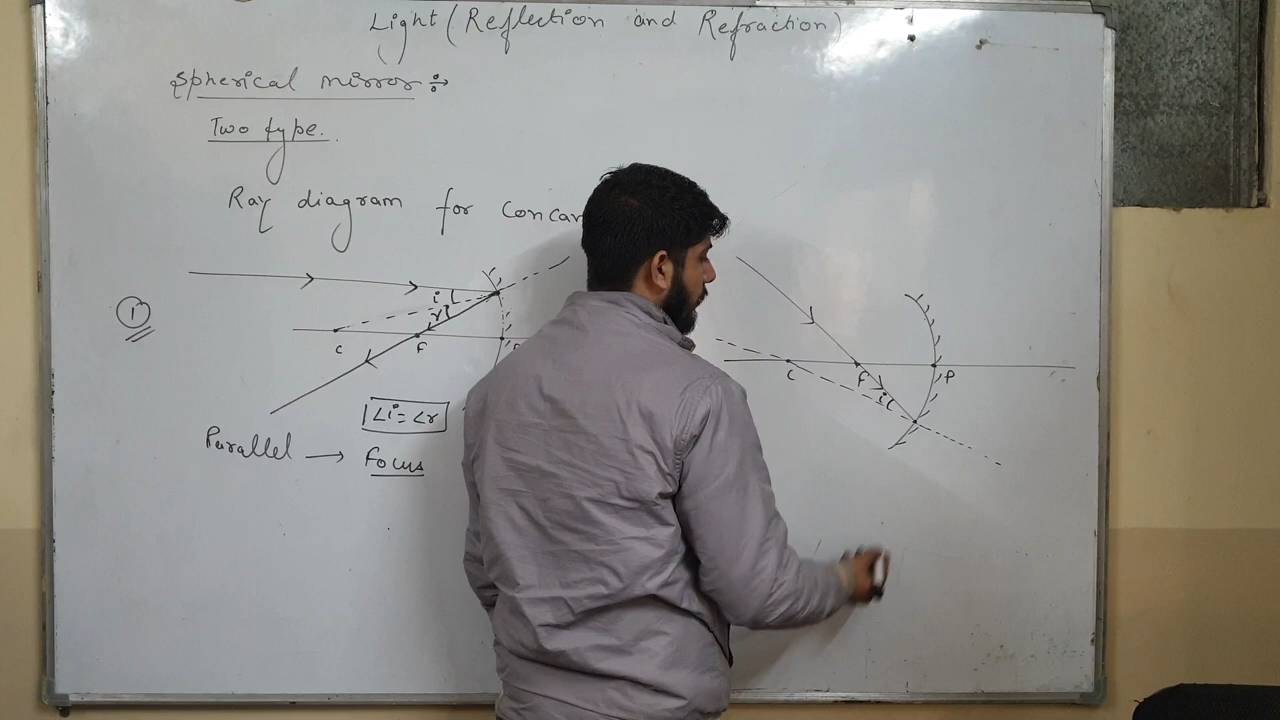 Light (Reflection and Refraction)
Spherical mirror÷
Two type.
Ray diagram for Concav
1
i
r
C F P
∠i=∠r
Parallel → Focus
C F P
i